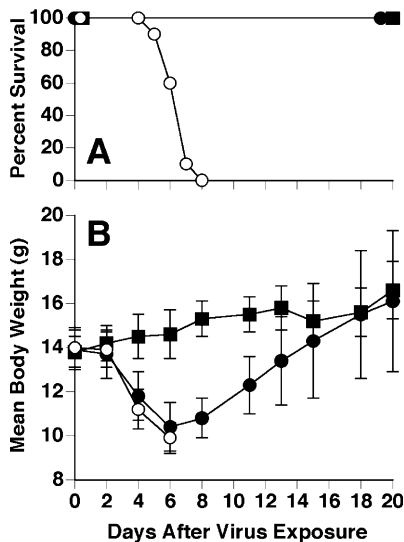 Percent Survival
100
80
60
40
20
0
A
Mean Body Weight (g)
20
18
16
14
12
10
8
B
0 2 4 6 8 10 12 14 16 18 20
Days After Virus Exposure